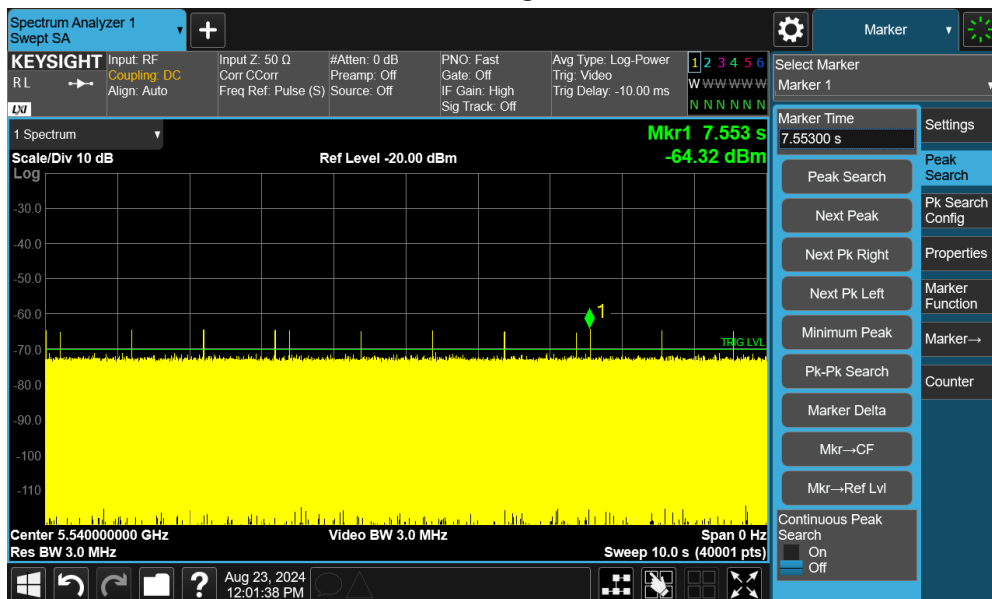 Spectrum Analyzer 1
Swept SA
+
Marker
KEYSIGHT
RL
LXI
Input: RF
Coupling: DC
Align: Auto
Input Z: 50 Ω
Corr CCorr
Freq Ref: Pulse (S)
#Atten: 0 dB
Preamp: Off
Source: Off
PNO: Fast
Gate: Off
IF Gain: High
Sig Track: Off
Avg Type: Log-Power
Trig: Video
Trig Delay: -10.00 ms
1 2 3 4 5 6
W W W W W W
N N N N N N
Select Marker
Marker 1
1 Spectrum
Mkr1 7.553 s
-64.32 dBm
Scale/Div 10 dB
Ref Level -20.00 dBm
Log
-30.0
-40.0
-50.0
-60.0
-70.0
-80.0
-90.0
-100
-110
1
TRIG LVL
Center 5.540000000 GHz
Video BW 3.0 MHz
Span 0 Hz
Res BW 3.0 MHz
Sweep 10.0 s (40001 pts)
Marker Time
7.55300 s
Peak Search
Next Peak
Next Pk Right
Next Pk Left
Minimum Peak
Pk-Pk Search
Marker Delta
Mkr→CF
Mkr→Ref Lvl
Continuous Peak
Search
On
Off
Settings
Peak
Search
Pk Search
Config
Properties
Marker
Function
Marker→
Counter
?
Aug 23, 2024
12:01:38 PM